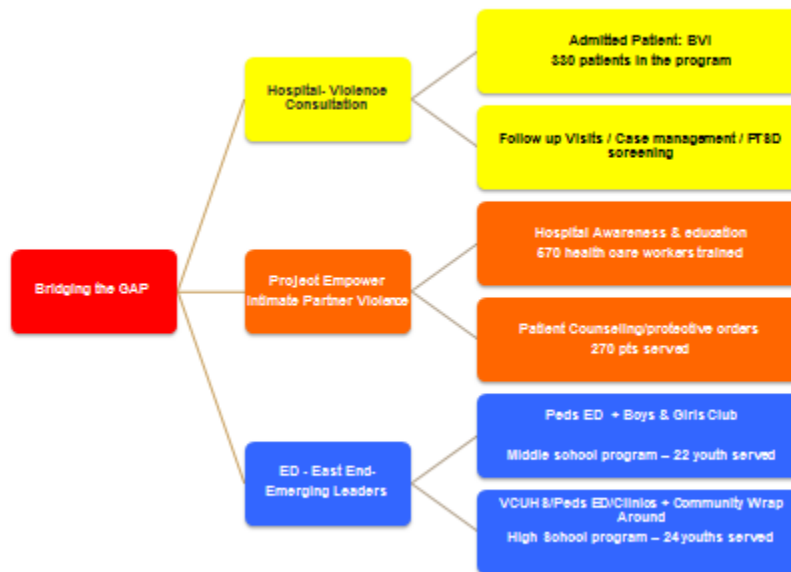 Bridging the GAP
Hospital- Violence
Consultation
Admitted Patient: BVI
330 patients in the program
Follow up Visits / Case management / PTSD
screening
Project Empower
Intimate Partner Violence
Hospital Awareness & education
570 health care workers trained
Patient Counseling/protective orders
270 pts served
ED - East End-
Emerging Leaders
Peds ED + Boys & Girls Club
Middle school program – 22 youth served
VCUHS/Peds ED/Clinics + Community Wrap
Around
High School program – 24 youths served